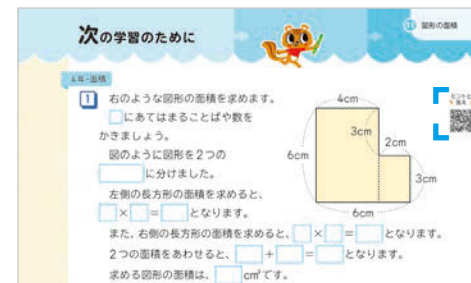 次の学習のために
⑪ 図形の面積
4年・面積
1 右のような図形の面積を求めます。
□にあてはまることばや数を
かきましょう。
図のように図形を2つの
□に分けました。
左側の長方形の面積を求めると、
□×□=□となります。
また、右側の長方形の面積を求めると、□×□=□となります。
2つの面積をあわせると、□+□=□となります。
求める図形の面積は、□cm²です。
4cm
3cm
2cm
6cm
3cm
6cm